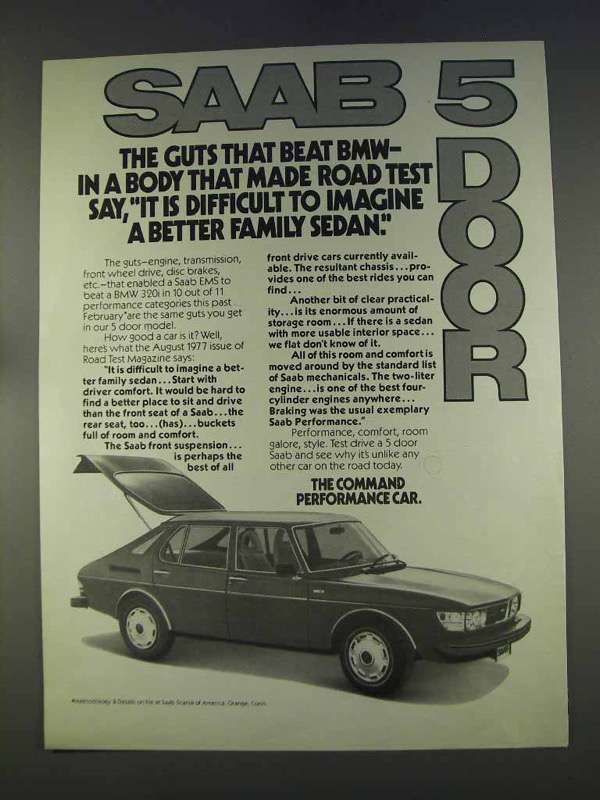 SAAB 5
DOOR
THE GUTS THAT BEAT BMW–
IN A BODY THAT MADE ROAD TEST
SAY, "IT IS DIFFICULT TO IMAGINE
A BETTER FAMILY SEDAN."
The guts–engine, transmission,
front wheel drive, disc brakes,
etc.–that enabled a Saab EMS to
beat a BMW 320i in 10 out of 11
performance categories this past
February* are the same guts you get
in our 5 door model.
How good a car is it? Well,
here's what the August 1977 issue of
Road Test Magazine says:
"It is difficult to imagine a bet-
ter family sedan...Start with
driver comfort. It would be hard to
find a better place to sit and drive
than the front seat of a Saab...the
rear seat, too...(has)...buckets
full of room and comfort.
The Saab front suspension...
is perhaps the
best of all
front drive cars currently avail-
able. The resultant chassis...pro-
vides one of the best rides you can
find...
Another bit of clear practical-
ity...is its enormous amount of
storage room...If there is a sedan
with more usable interior space...
we flat don't know of it.
All of this room and comfort is
moved around by the standard list
of Saab mechanicals. The two-liter
engine...is one of the best four-
cylinder engines anywhere...
Braking was the usual exemplary
Saab Performance."
Performance, comfort, room
galore, style. Test drive a 5 door
Saab and see why it's unlike any
other car on the road today.
THE COMMAND
PERFORMANCE CAR.
*Methodology & Details on file at Saab Scania of America, Orange, Conn.